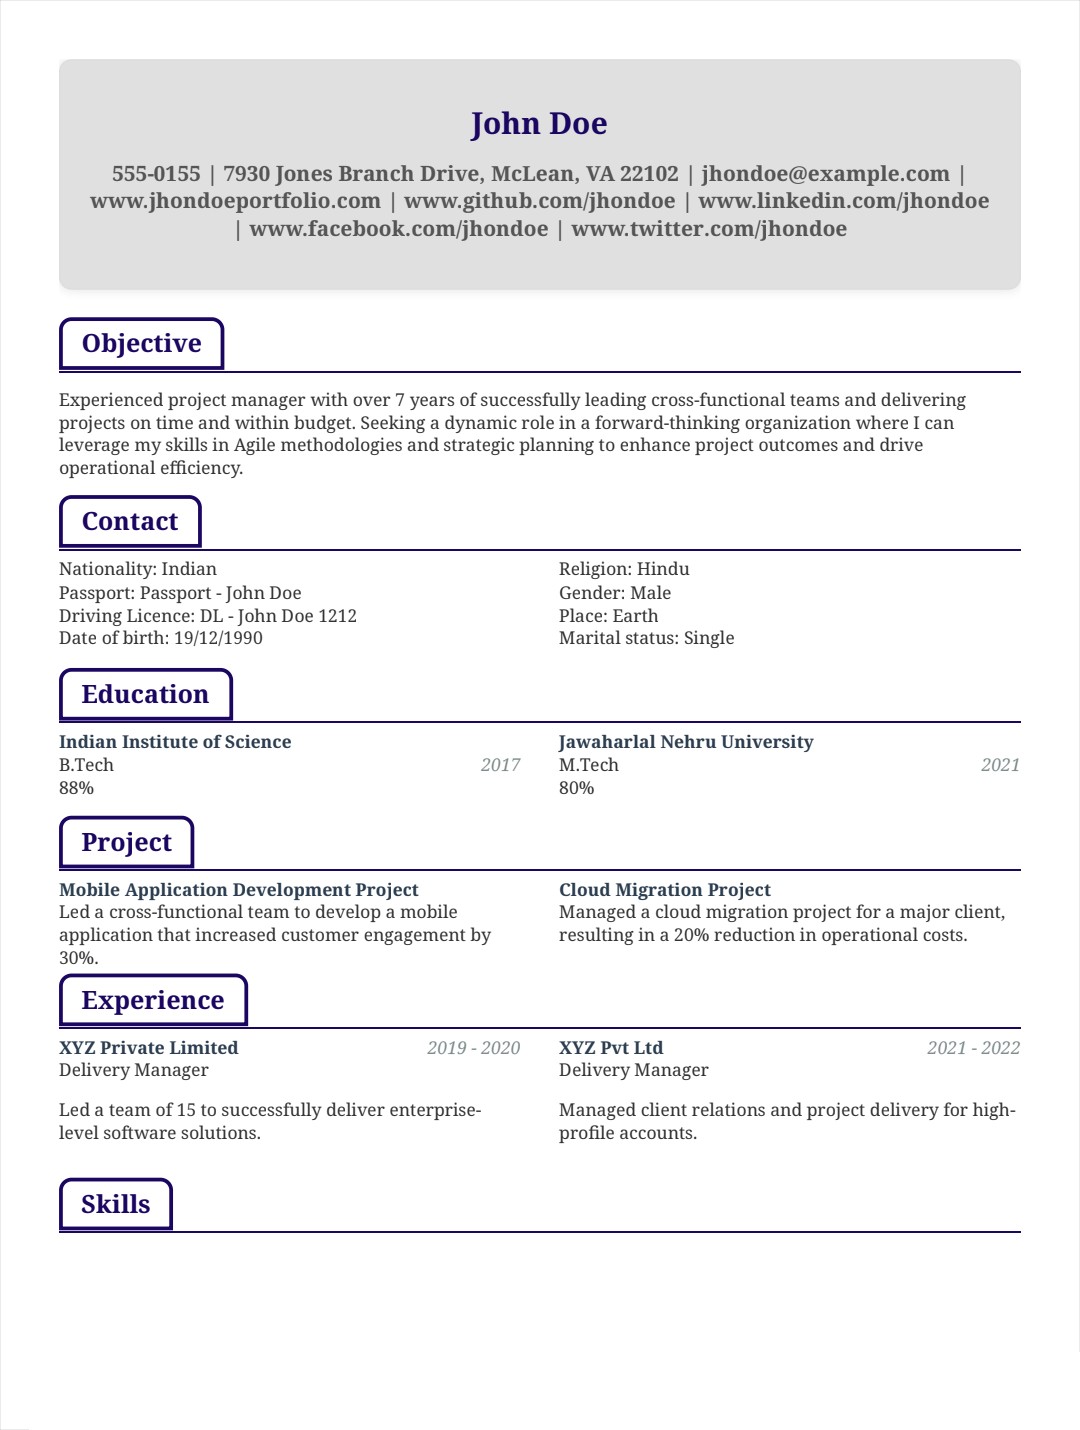 John Doe
555-0155 | 7930 Jones Branch Drive, McLean, VA 22102 | jhondoe@example.com |
www.jhondoeportfolio.com | www.github.com/jhondoe | www.linkedin.com/jhondoe
| www.facebook.com/jhondoe | www.twitter.com/jhondoe
Objective
Experienced project manager with over 7 years of successfully leading cross-functional teams and delivering
projects on time and within budget. Seeking a dynamic role in a forward-thinking organization where I can
leverage my skills in Agile methodologies and strategic planning to enhance project outcomes and drive
operational efficiency.
Contact
Nationality: Indian
Passport: Passport - John Doe
Driving Licence: DL - John Doe 1212
Date of birth: 19/12/1990
Religion: Hindu
Gender: Male
Place: Earth
Marital status: Single
Education
Indian Institute of Science
B.Tech 2017
88%
Jawaharlal Nehru University
M.Tech 2021
80%
Project
Mobile Application Development Project
Led a cross-functional team to develop a mobile
application that increased customer engagement by
30%.
Cloud Migration Project
Managed a cloud migration project for a major client,
resulting in a 20% reduction in operational costs.
Experience
XYZ Private Limited 2019 - 2020
Delivery Manager
Led a team of 15 to successfully deliver enterprise-
level software solutions.
XYZ Pvt Ltd 2021 - 2022
Delivery Manager
Managed client relations and project delivery for high-
profile accounts.
Skills